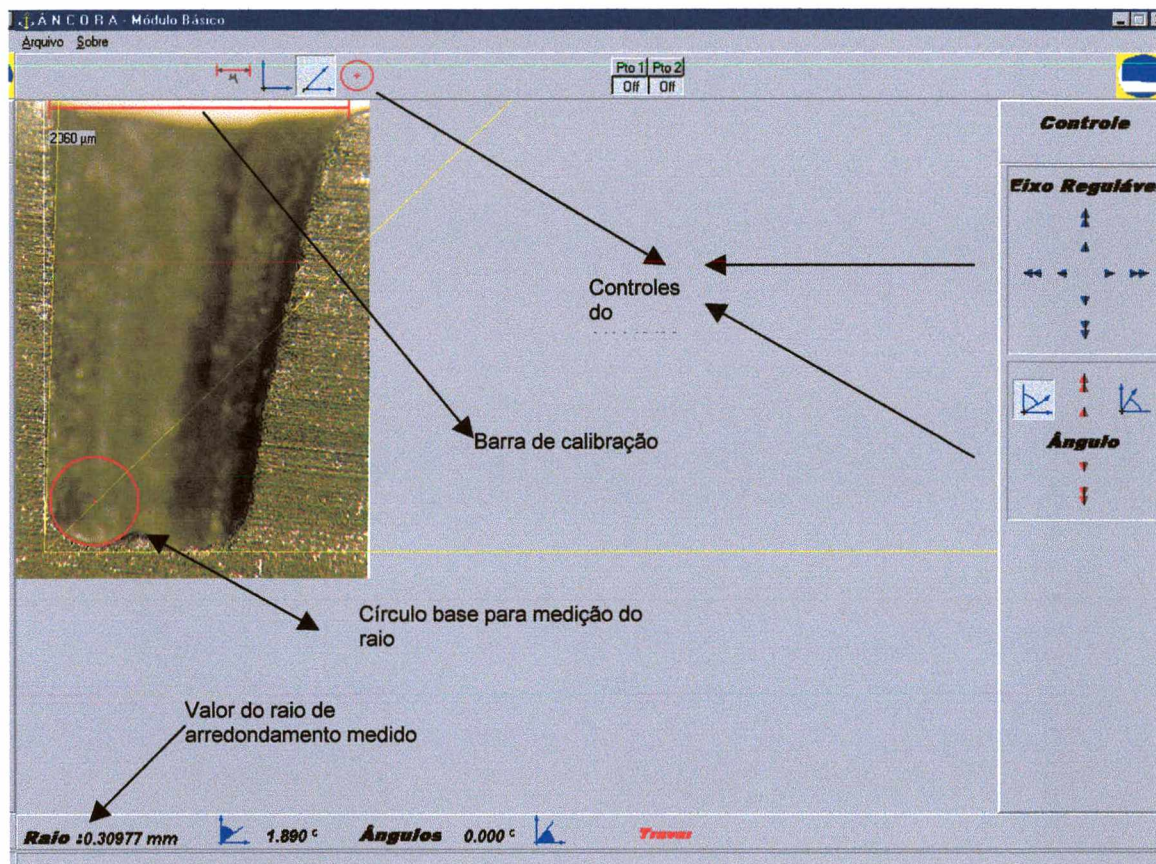 ÂNCORA - Módulo Básico
Arquivo Sobre
Pto 1 Pto 2
Off Off
2060 µm
Controle
Eixo Reguláve
Controles
do
Barra de calibração
Ângulo
Círculo base para medição do
raio
Valor do raio de
arredondamento medido
Raio :0.30977 mm 1.890 ° Ângulos 0.000 ° Travar